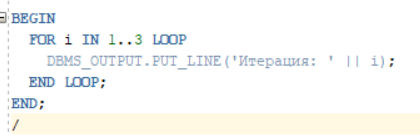 BEGIN
FOR i IN 1..3 LOOP
DBMS_OUTPUT.PUT_LINE('Итерация: ' || i);
END LOOP;
END;
/